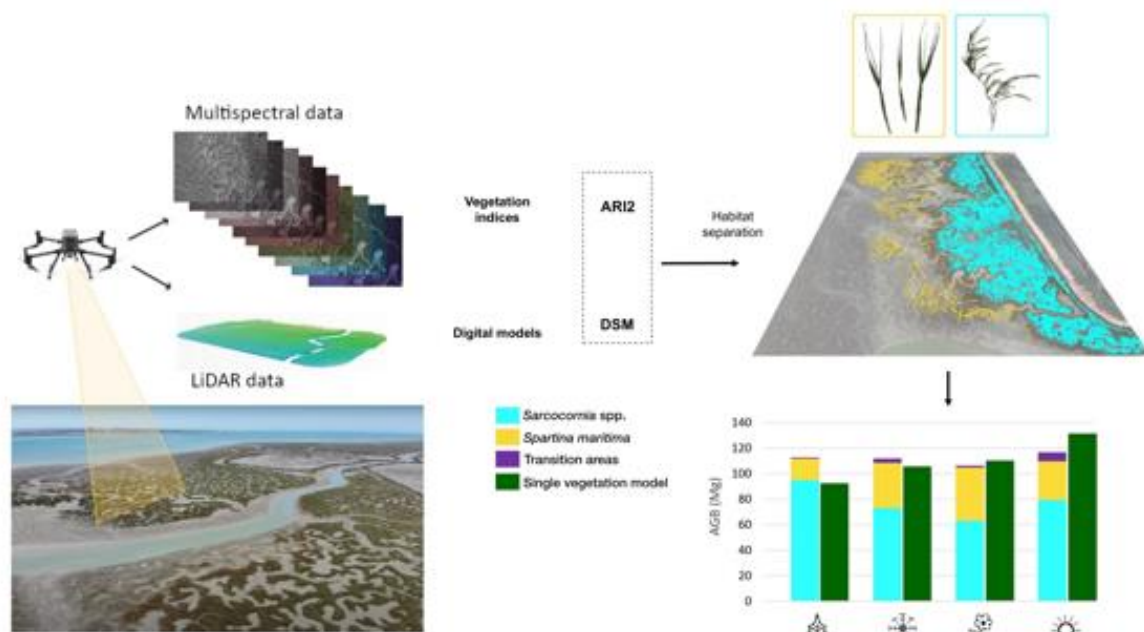 Multispectral data
LiDAR data
Vegetation
indices
Digital models
ARI2
DSM
Habitat
separation
Sarcocornia spp.
Spartina maritima
Transition areas
Single vegetation model
AGB (Mg)
140
120
100
80
60
40
20
0